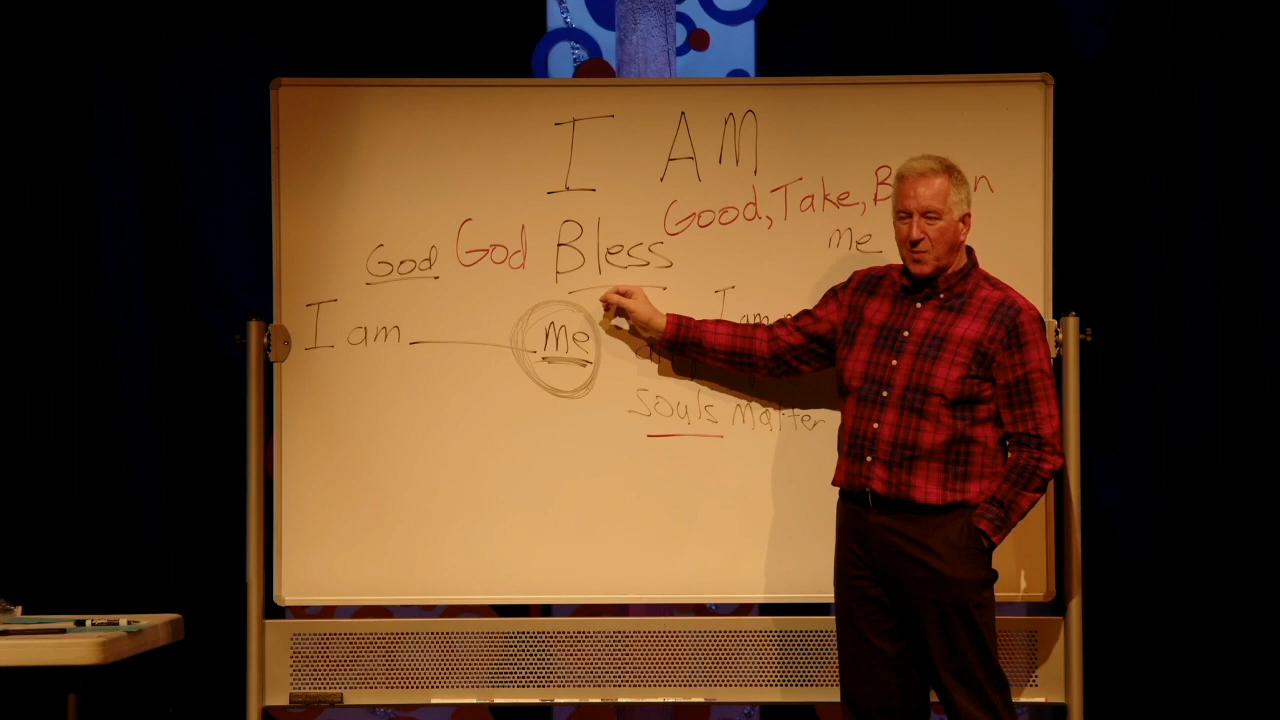 I AM
Good, Take,
God God Bless me
I am me I am
souls matter